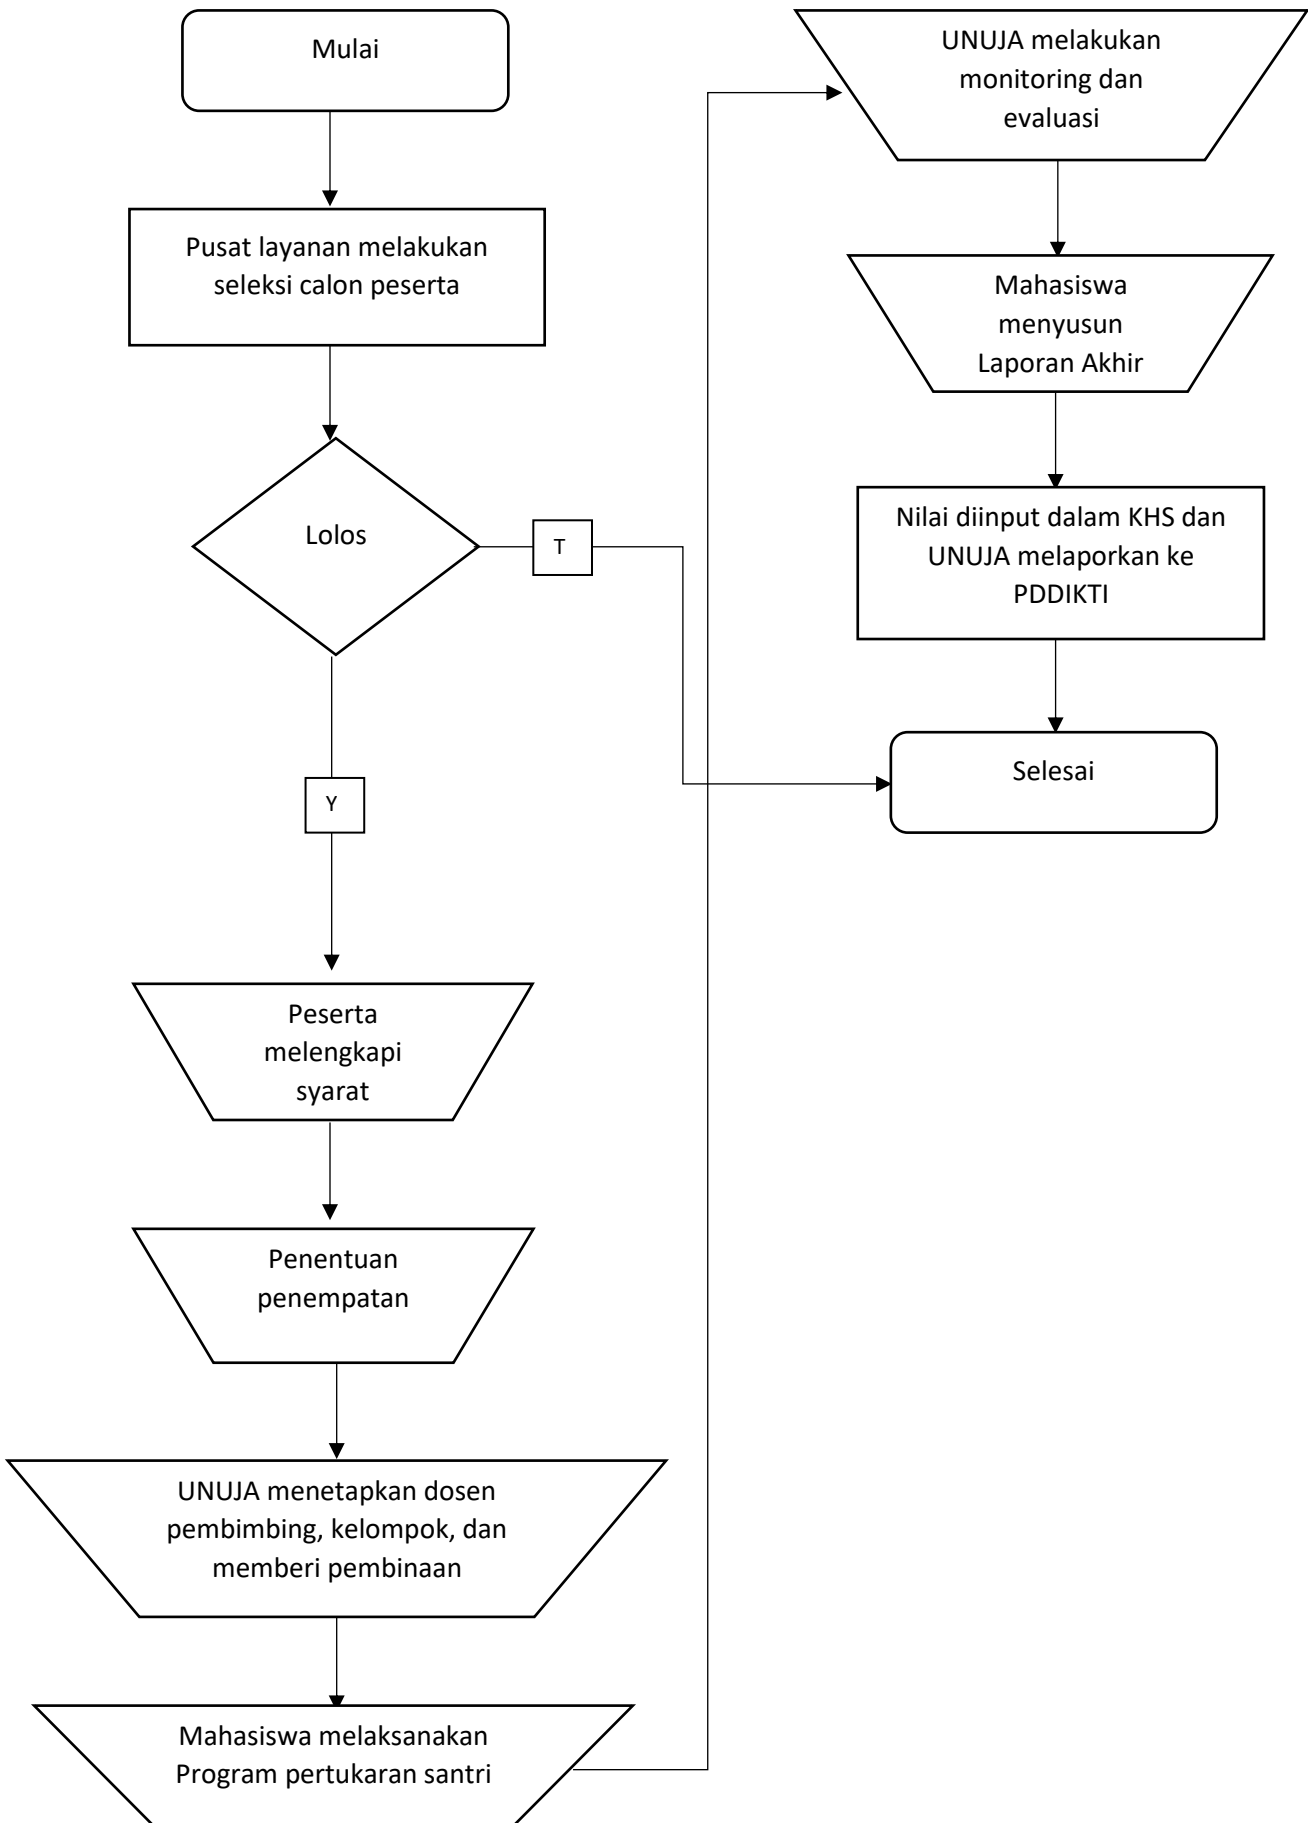 Mulai
Pusat layanan melakukan
seleksi calon peserta
Lolos
T
Y
Peserta
melengkapi
syarat
Penentuan
penempatan
UNUJA menetapkan dosen
pembimbing, kelompok, dan
memberi pembinaan
Mahasiswa melaksanakan
Program pertukaran santri
UNUJA melakukan
monitoring dan
evaluasi
Mahasiswa
menyusun
Laporan Akhir
Nilai diinput dalam KHS dan
UNUJA melaporkan ke
PDDIKTI
Selesai